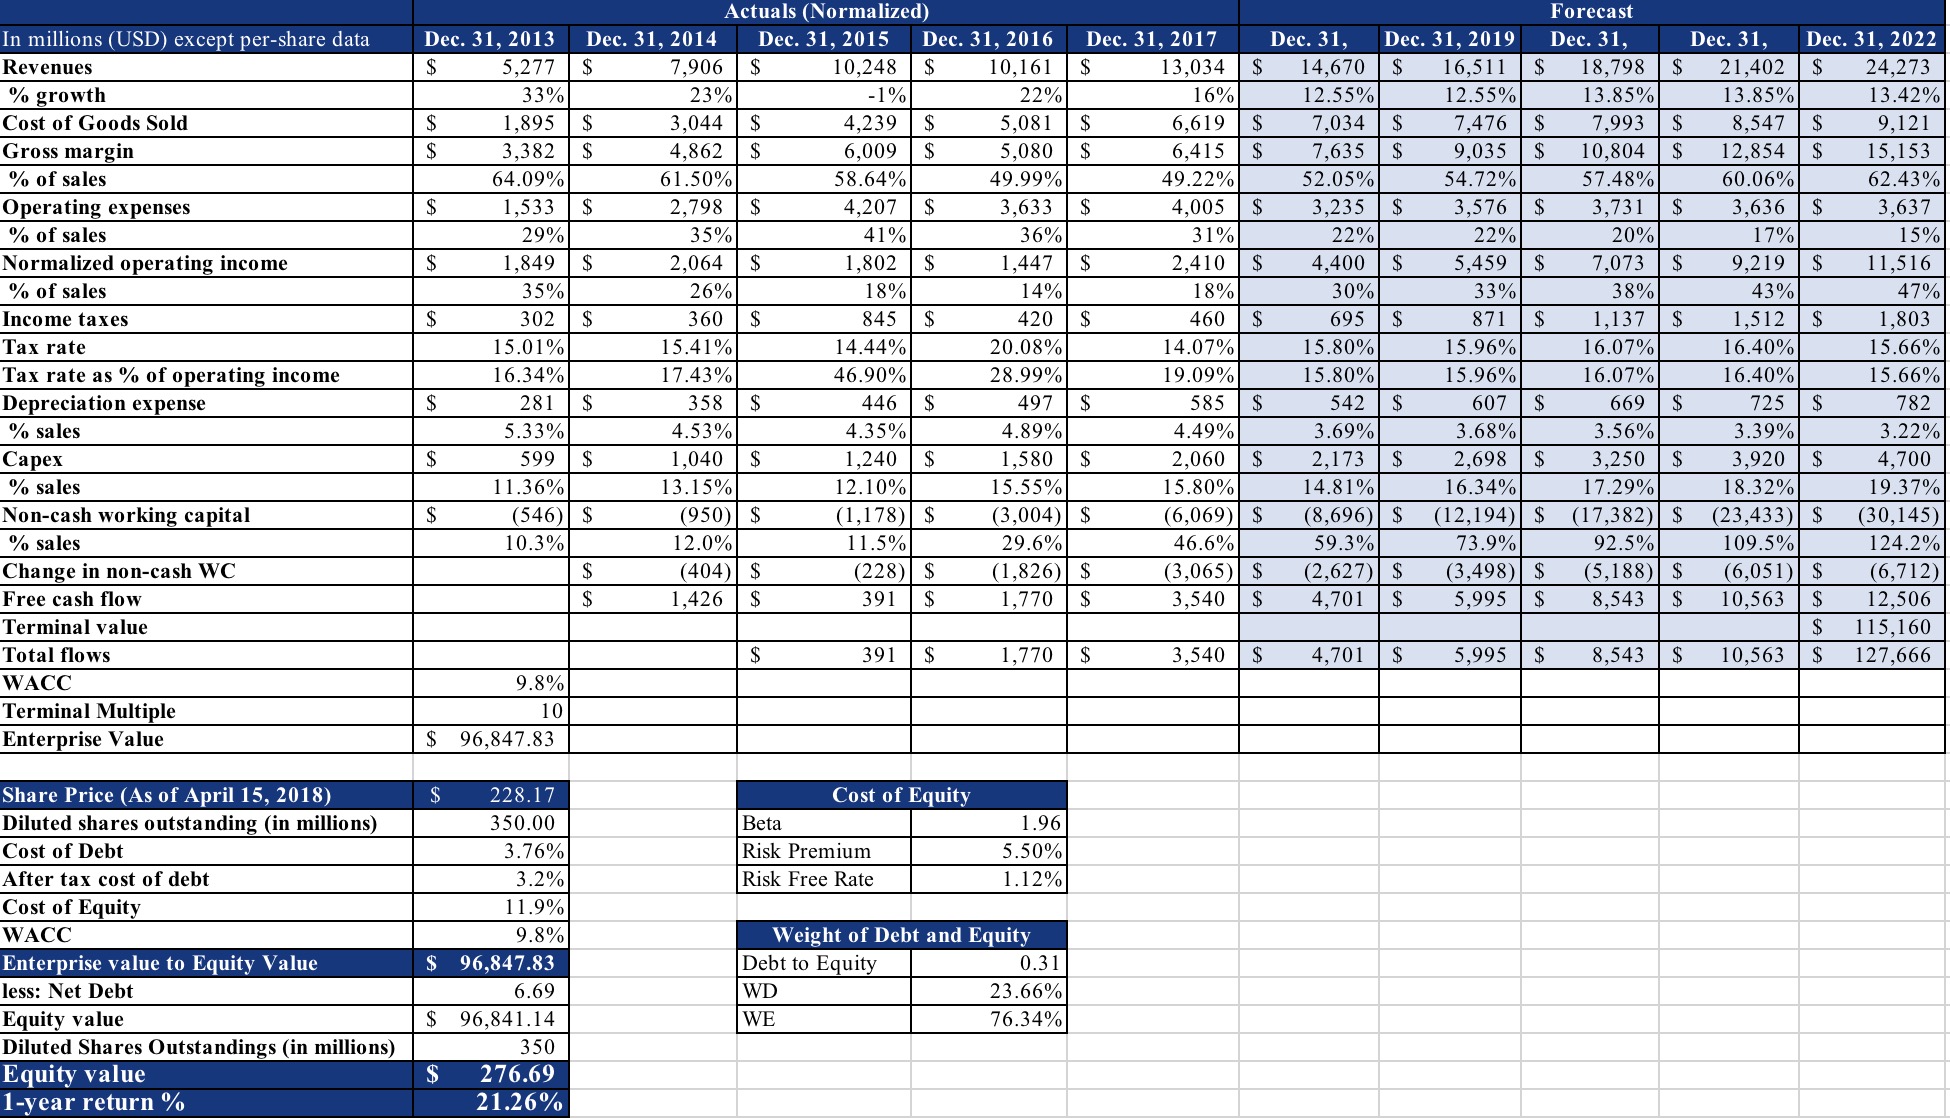 Actuals (Normalized) Forecast
In millions (USD) except per-share data Dec. 31, 2013 Dec. 31, 2014 Dec. 31, 2015 Dec. 31, 2016 Dec. 31, 2017 Dec. 31, Dec. 31, 2019 Dec. 31, Dec. 31, Dec. 31, 2022
Revenues $ 5,277 $ 7,906 $ 10,248 $ 10,161 $ 13,034 $ 14,670 $ 16,511 $ 18,798 $ 21,402 $ 24,273
% growth 33% 23% -1% 22% 16% 12.55% 12.55% 13.85% 13.85% 13.42%
Cost of Goods Sold $ 1,895 $ 3,044 $ 4,239 $ 5,081 $ 6,619 $ 7,034 $ 7,476 $ 7,993 $ 8,547 $ 9,121
Gross margin $ 3,382 $ 4,862 $ 6,009 $ 5,080 $ 6,415 $ 7,635 $ 9,035 $ 10,804 $ 12,854 $ 15,153
% of sales 64.09% 61.50% 58.64% 49.99% 49.22% 52.05% 54.72% 57.48% 60.06% 62.43%
Operating expenses $ 1,533 $ 2,798 $ 4,207 $ 3,633 $ 4,005 $ 3,235 $ 3,576 $ 3,731 $ 3,636 $ 3,637
% of sales 29% 35% 41% 36% 31% 22% 22% 20% 17% 15%
Normalized operating income $ 1,849 $ 2,064 $ 1,802 $ 1,447 $ 2,410 $ 4,400 $ 5,459 $ 7,073 $ 9,219 $ 11,516
% of sales 35% 26% 18% 14% 18% 30% 33% 38% 43% 47%
Income taxes $ 302 $ 360 $ 845 $ 420 $ 460 $ 695 $ 871 $ 1,137 $ 1,512 $ 1,803
Tax rate 15.01% 15.41% 14.44% 20.08% 14.07% 15.80% 15.96% 16.07% 16.40% 15.66%
Tax rate as % of operating income 16.34% 17.43% 46.90% 28.99% 19.09% 15.80% 15.96% 16.07% 16.40% 15.66%
Depreciation expense $ 281 $ 358 $ 446 $ 497 $ 585 $ 542 $ 607 $ 669 $ 725 $ 782
% sales 5.33% 4.53% 4.35% 4.89% 4.49% 3.69% 3.68% 3.56% 3.39% 3.22%
Capex $ 599 $ 1,040 $ 1,240 $ 1,580 $ 2,060 $ 2,173 $ 2,698 $ 3,250 $ 3,920 $ 4,700
% sales 11.36% 13.15% 12.10% 15.55% 15.80% 14.81% 16.34% 17.29% 18.32% 19.37%
Non-cash working capital $ (546) $ (950) $ (1,178) $ (3,004) $ (6,069) $ (8,696) $ (12,194) $ (17,382) $ (23,433) $ (30,145)
% sales 10.3% 12.0% 11.5% 29.6% 46.6% 59.3% 73.9% 92.5% 109.5% 124.2%
Change in non-cash WC $ (404) $ (228) $ (1,826) $ (3,065) $ (2,627) $ (3,498) $ (5,188) $ (6,051) $ (6,712)
Free cash flow $ 1,426 $ 391 $ 1,770 $ 3,540 $ 4,701 $ 5,995 $ 8,543 $ 10,563 $ 12,506
Terminal value $ 115,160
Total flows $ 391 $ 1,770 $ 3,540 $ 4,701 $ 5,995 $ 8,543 $ 10,563 $ 127,666
WACC 9.8%
Terminal Multiple 10
Enterprise Value $ 96,847.83
Share Price (As of April 15, 2018) $ 228.17 Cost of Equity
Diluted shares outstanding (in millions) 350.00 Beta 1.96
Cost of Debt 3.76% Risk Premium 5.50%
After tax cost of debt 3.2% Risk Free Rate 1.12%
Cost of Equity 11.9%
WACC 9.8% Weight of Debt and Equity
Enterprise value to Equity Value $ 96,847.83 Debt to Equity 0.31
less: Net Debt 6.69 WD 23.66%
Equity value $ 96,841.14 WE 76.34%
Diluted Shares Outstandings (in millions) 350
Equity value $ 276.69
1-year return % 21.26%